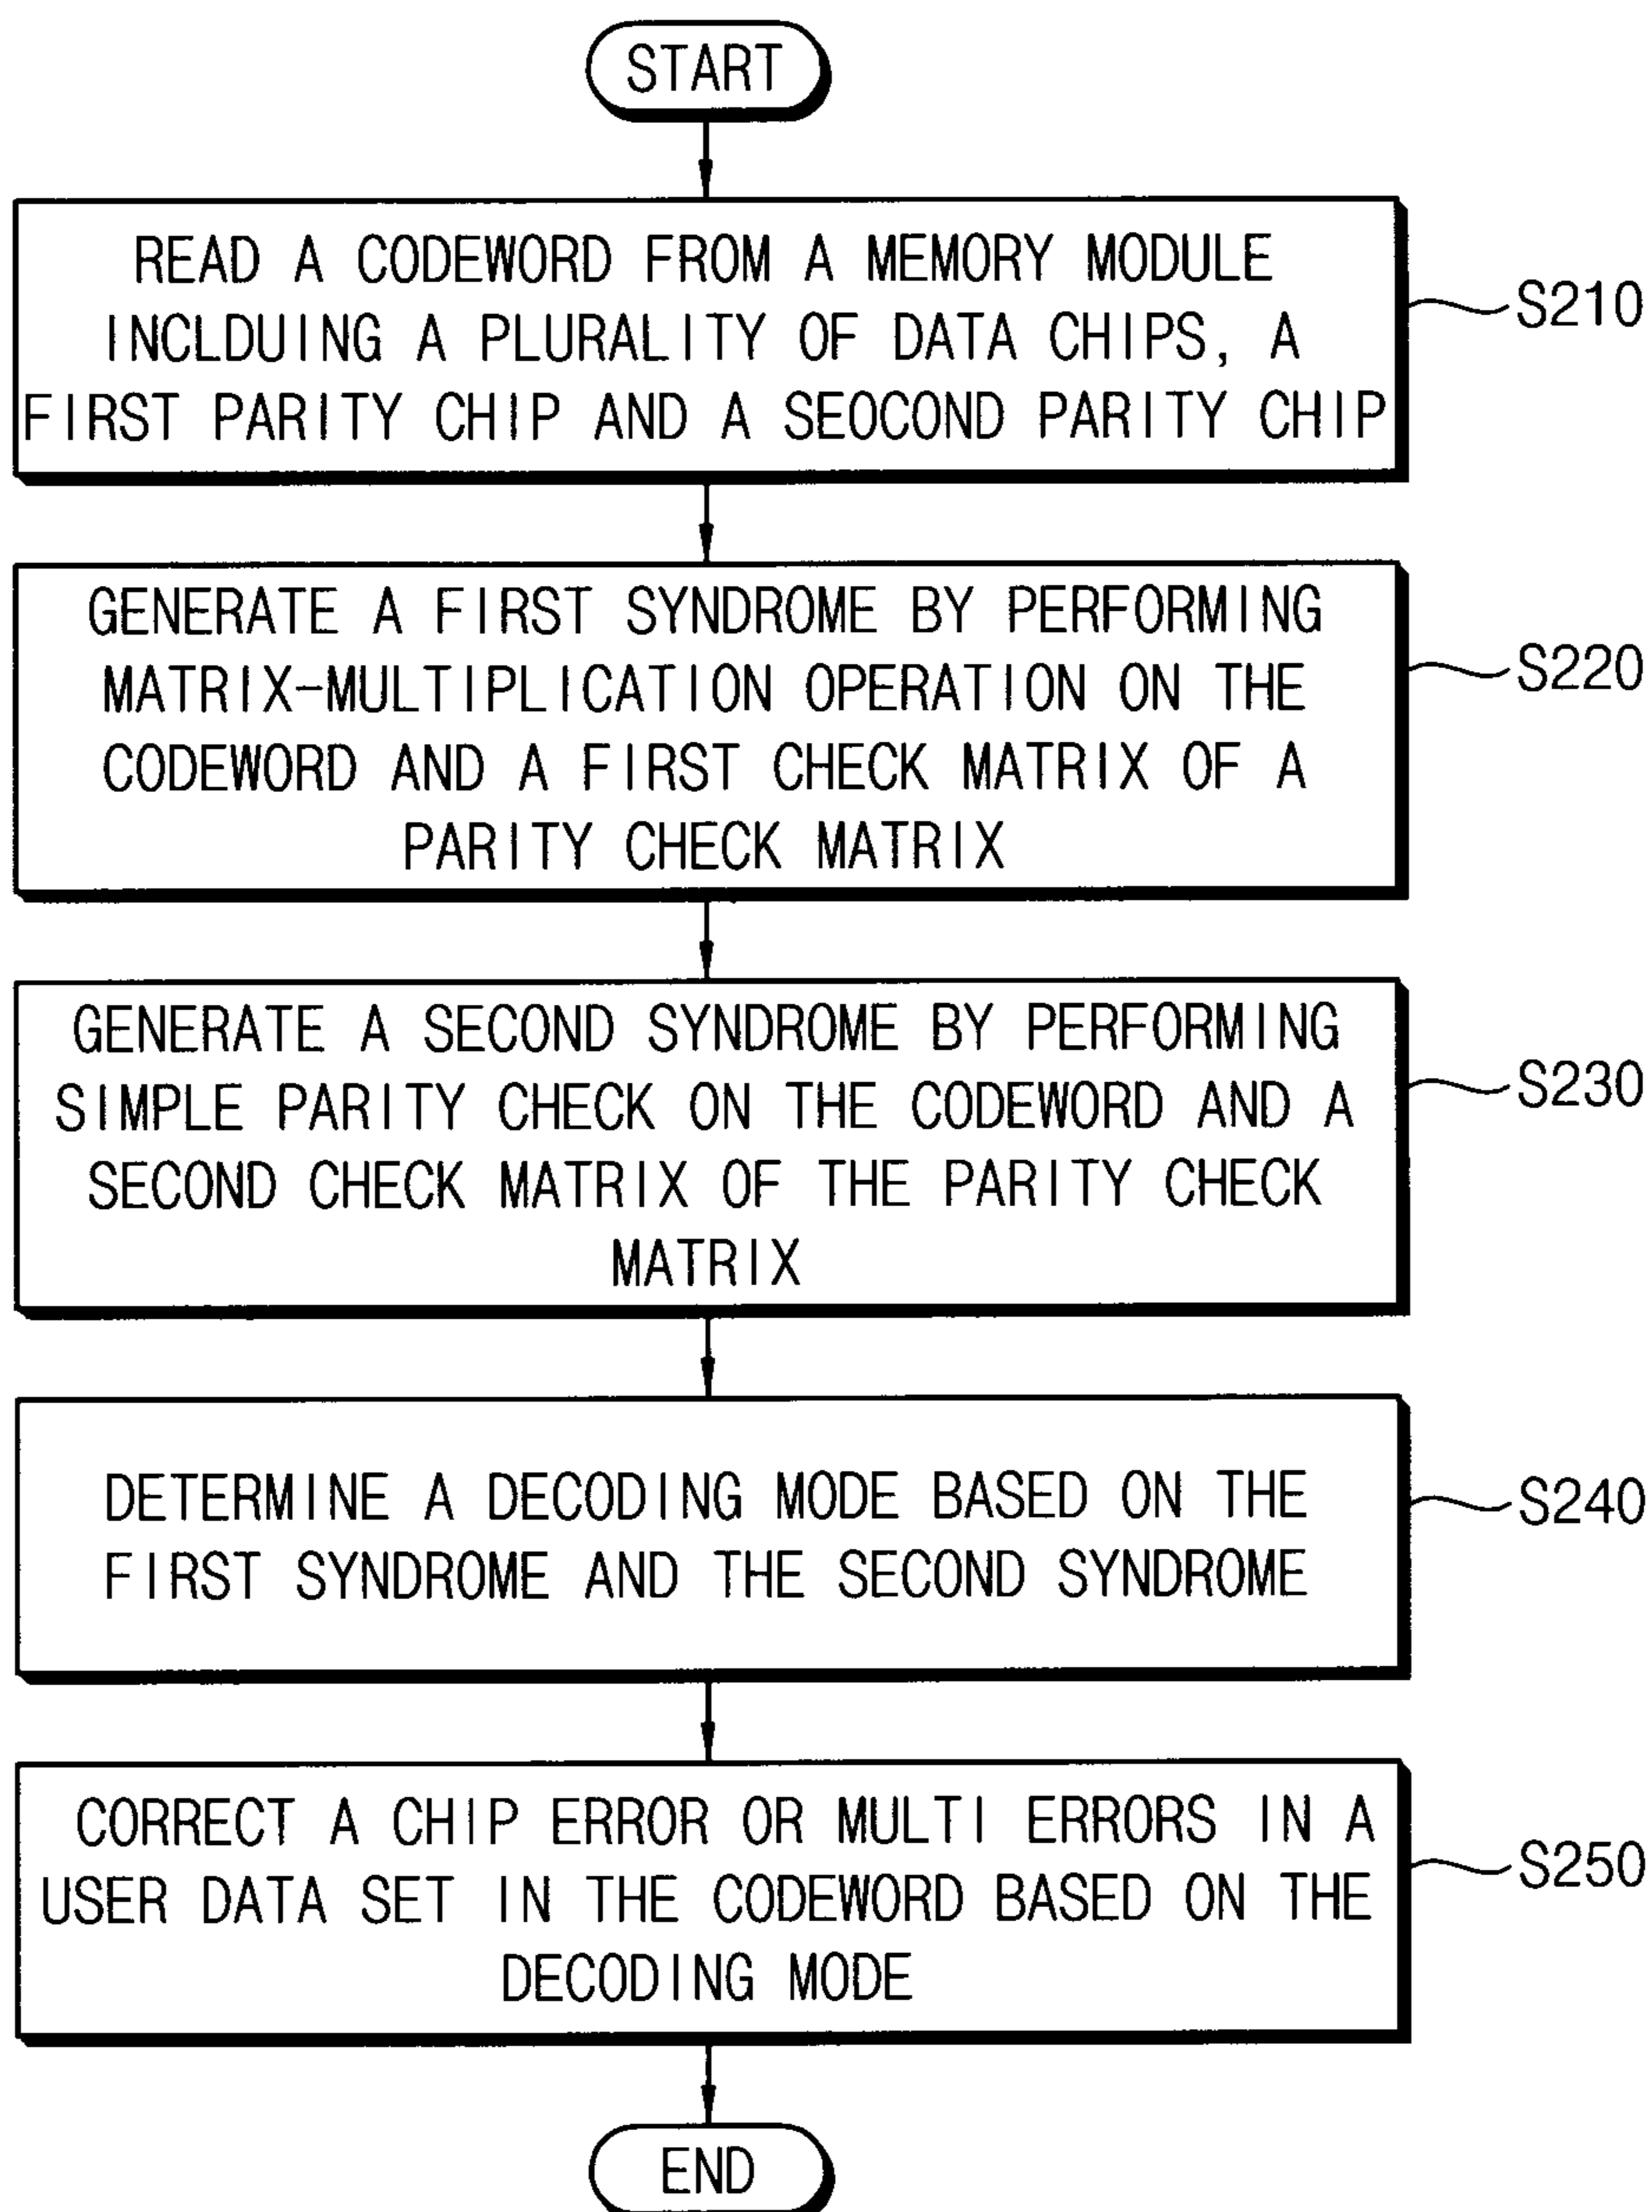 START
READ A CODEWORD FROM A MEMORY MODULE
INCLDUING A PLURALITY OF DATA CHIPS, A
FIRST PARITY CHIP AND A SEOCOND PARITY CHIP
S210
GENERATE A FIRST SYNDROME BY PERFORMING
MATRIX-MULTIPLICATION OPERATION ON THE
CODEWORD AND A FIRST CHECK MATRIX OF A
PARITY CHECK MATRIX
S220
GENERATE A SECOND SYNDROME BY PERFORMING
SIMPLE PARITY CHECK ON THE CODEWORD AND A
SECOND CHECK MATRIX OF THE PARITY CHECK
MATRIX
S230
DETERMINE A DECODING MODE BASED ON THE
FIRST SYNDROME AND THE SECOND SYNDROME
S240
CORRECT A CHIP ERROR OR MULTI ERRORS IN A
USER DATA SET IN THE CODEWORD BASED ON THE
DECODING MODE
S250
END